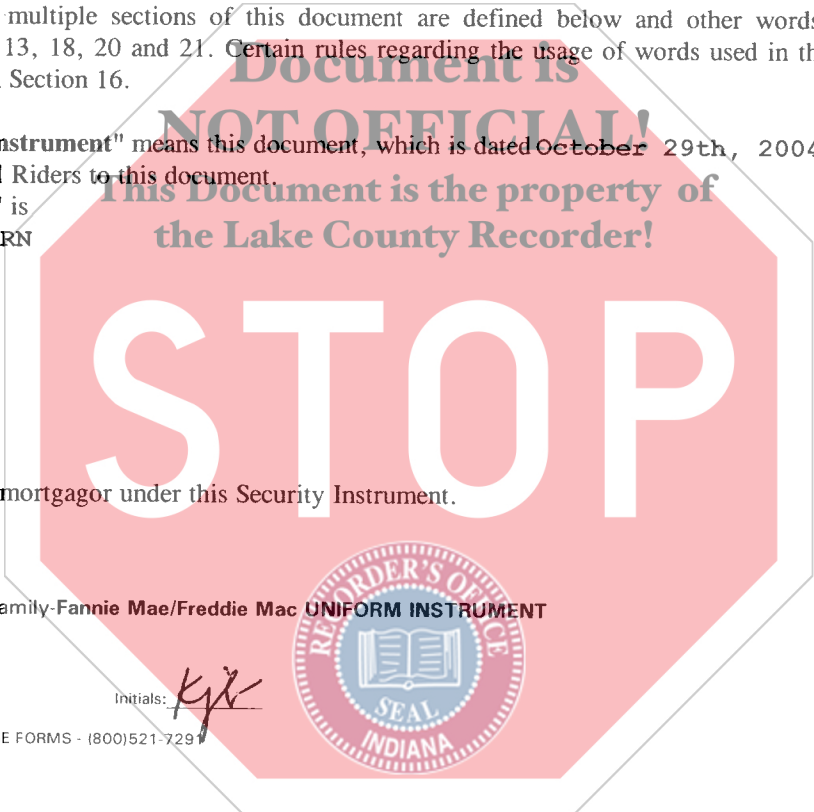 multiple sections of this document are defined below and other words
13, 18, 20 and 21. Certain rules regarding the usage of words used in th
Section 16.
Document is
NOT OFFICIAL!
nstrument" means this document, which is dated October 29th, 2004
Riders to this document.
This Document is the property of
" is
the Lake County Recorder!
RN
STOP
mortgagor under this Security Instrument.
RECORDER'S OFFICE
amily-Fannie Mae/Freddie Mac UNIFORM INSTRUMENT
Initials:
SEAL
INDIANA
E FORMS - (800)521-7291